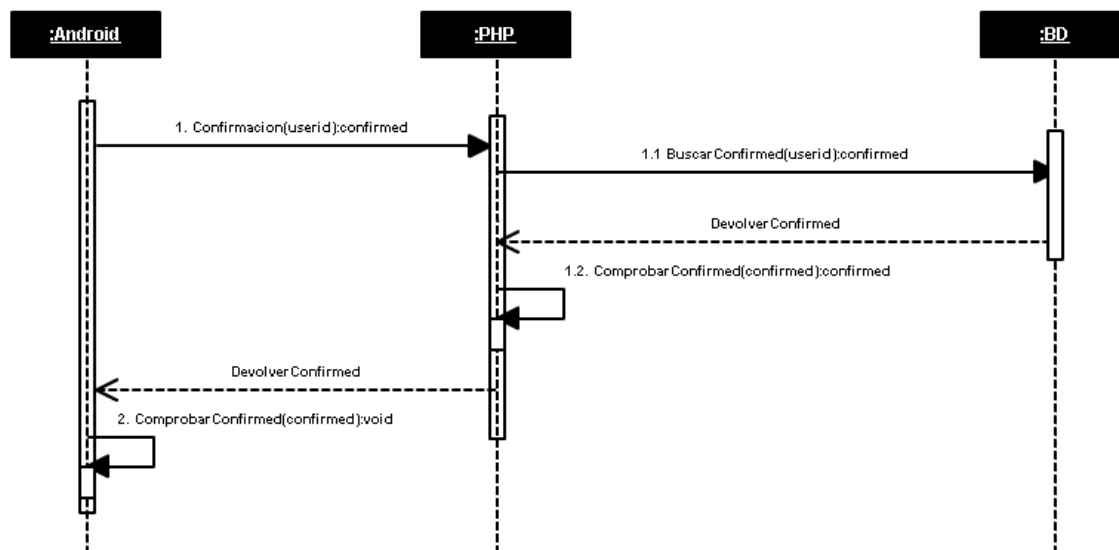 :Android
:PHP
:BD
1. Confirmacion(userid):confirmed
1.1 BuscarConfirmed(userid):confirmed
DevolverConfirmed
1.2. ComprobarConfirmed(confirmed):confirmed
DevolverConfirmed
2. ComprobarConfirmed(confirmed):void